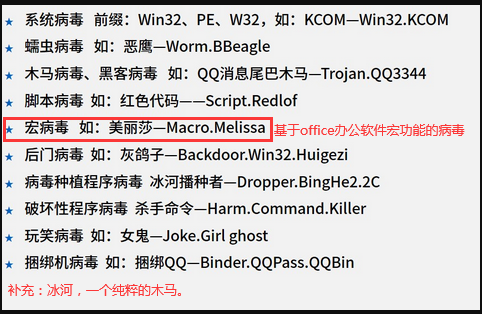 ★ 系统病毒 前缀：Win32、PE、W32，如：KCOM—Win32.KCOM
★ 蠕虫病毒 如：恶鹰—Worm.BBeagle
★ 木马病毒、黑客病毒 如：QQ消息尾巴木马—Trojan.QQ3344
★ 脚本病毒 如：红色代码——Script.Redlof
★ 宏病毒 如：美丽莎—Macro.Melissa 基于office办公软件宏功能的病毒
★ 后门病毒 如：灰鸽子—Backdoor.Win32.Huigezi
★ 病毒种植程序病毒 冰河播种者—Dropper.BingHe2.2C
★ 破坏性程序病毒 杀手命令—Harm.Command.Killer
★ 玩笑病毒 如：女鬼—Joke.Girl ghost
★ 捆绑机病毒 如：捆绑QQ—Binder.QQPass.QQBin
补充：冰河，一个纯粹的木马。